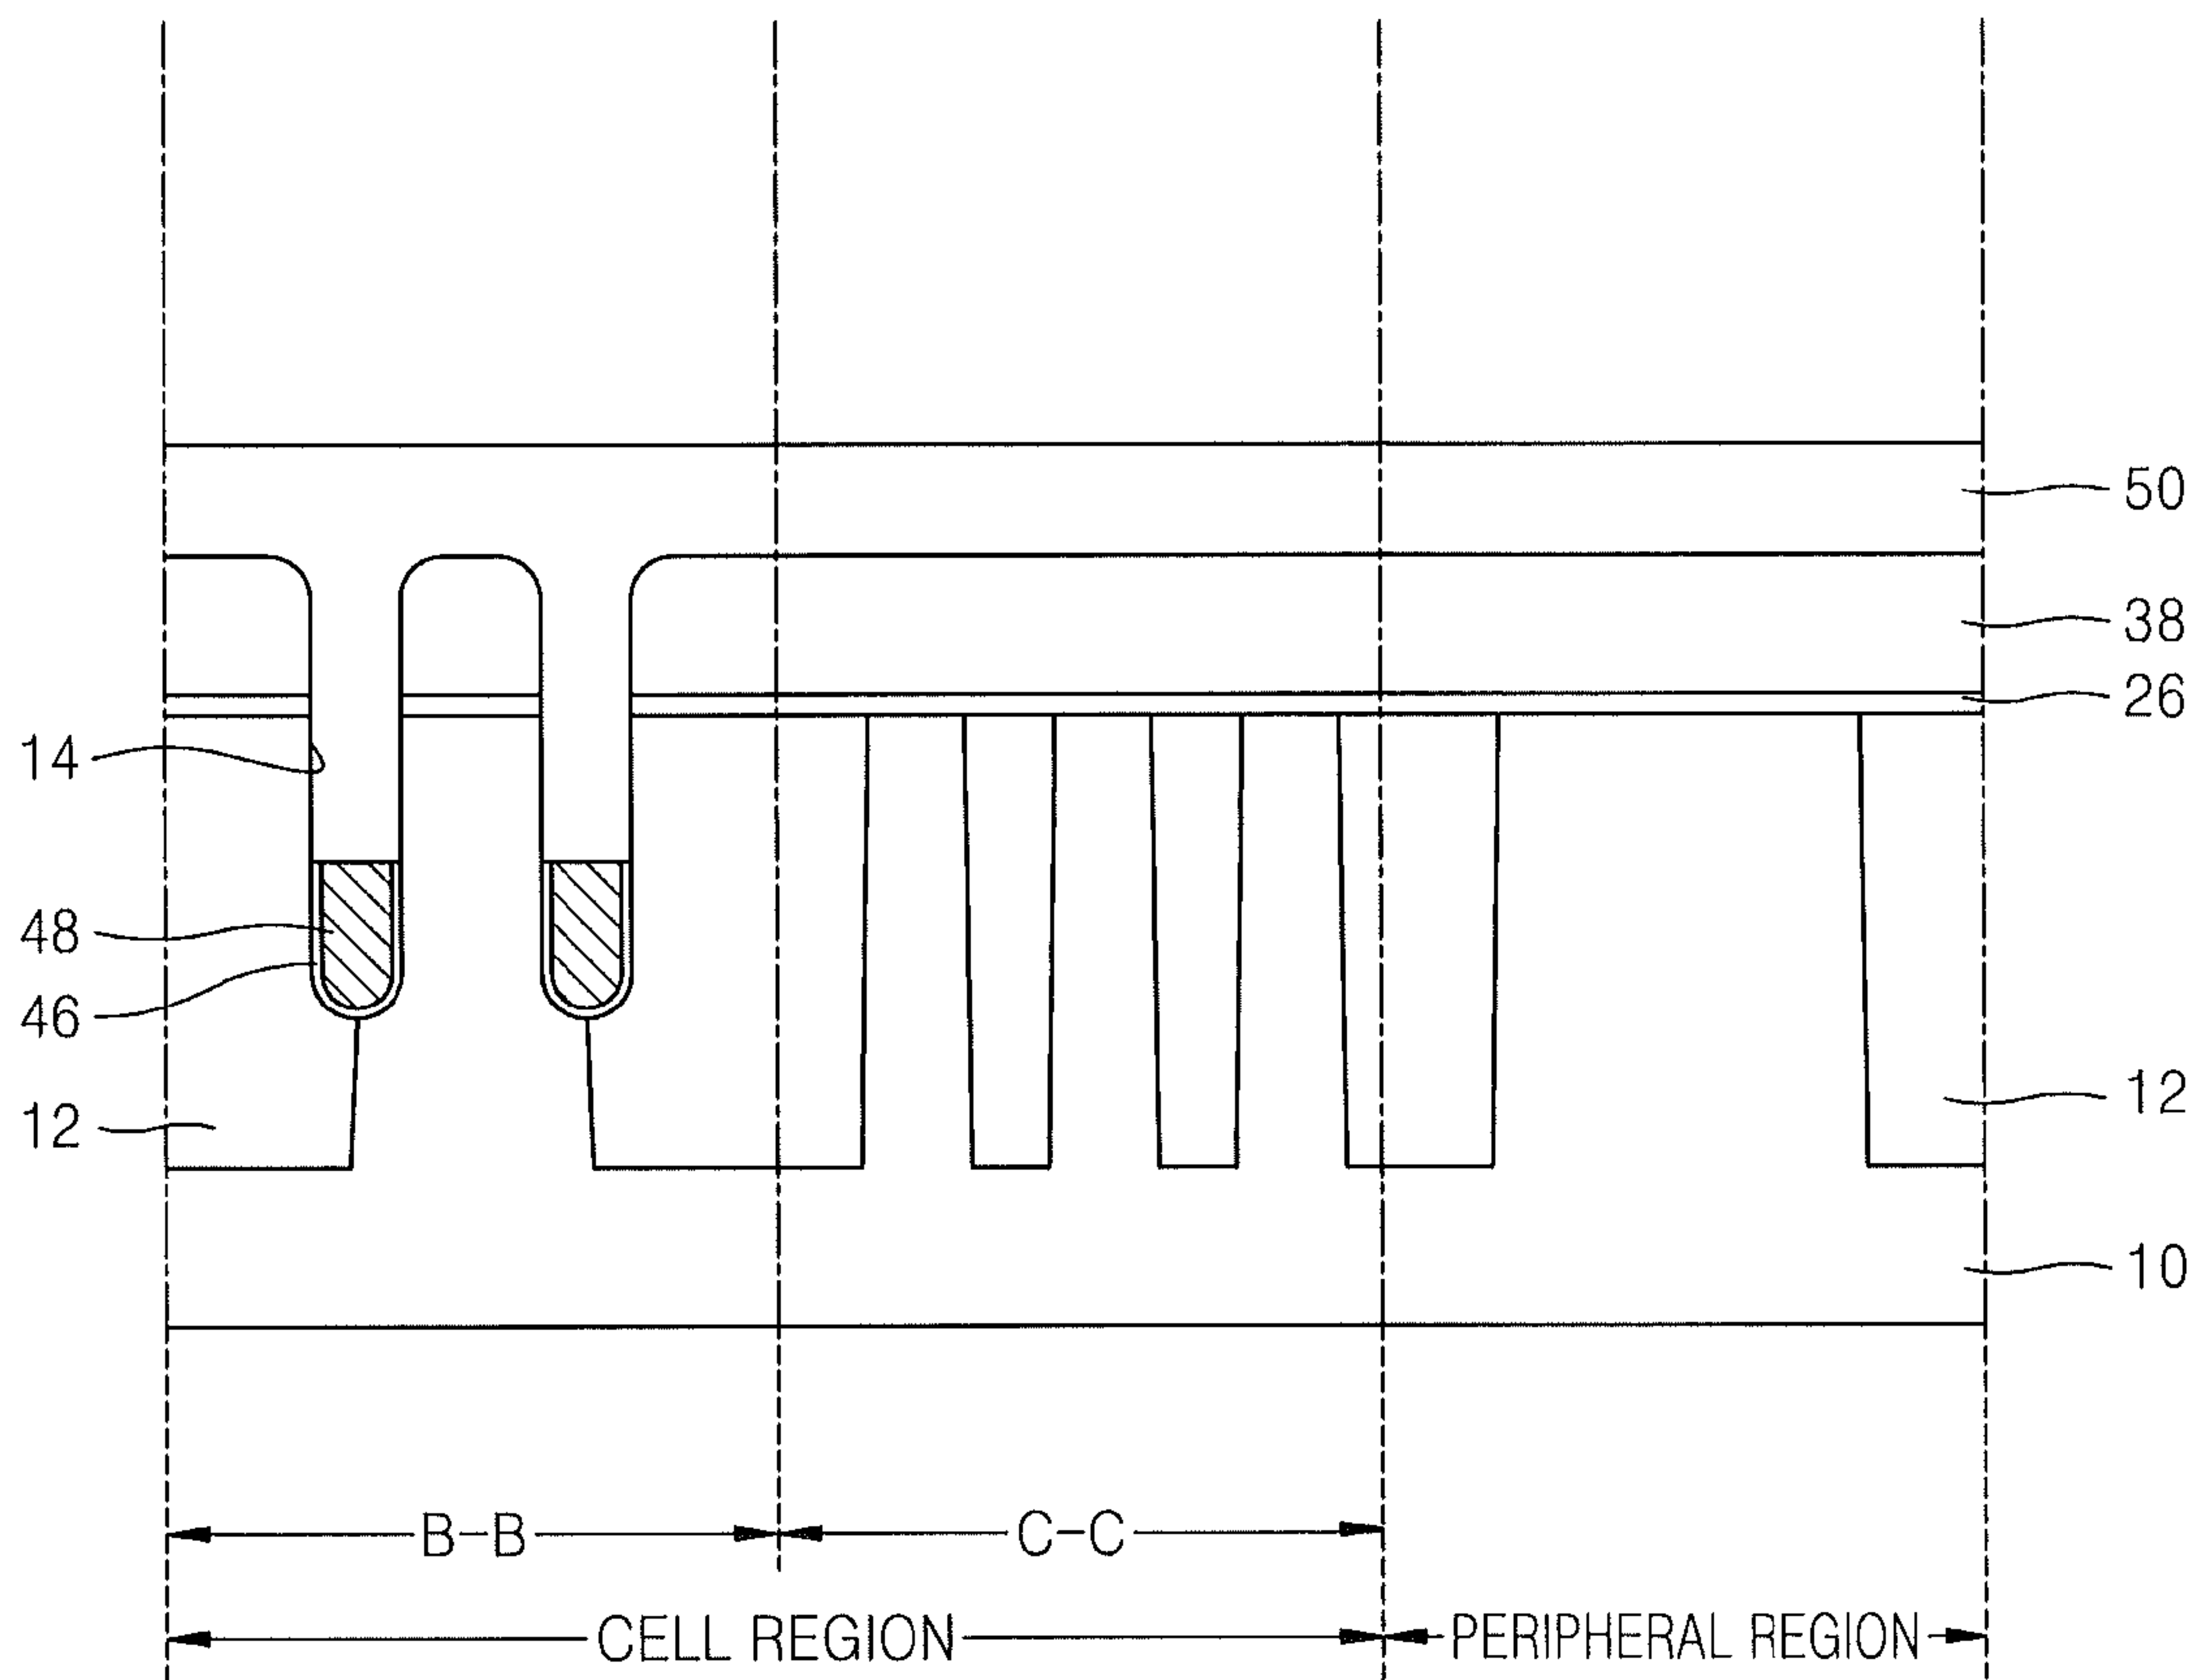 50
38
26
14
48
46
12
12
10
B-B
C-C
CELL REGION
PERIPHERAL REGION